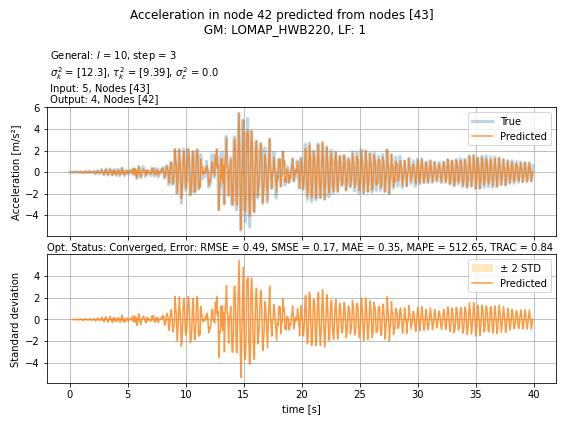 Acceleration in node 42 predicted from nodes [43]
GM: LOMAP_HWB220, LF: 1
General: l = 10, step = 3
σ²ₖ = [12.3], τ²ₖ = [9.39], σ²ε = 0.0
Input: 5, Nodes [43]
Output: 4, Nodes [42]
6
4
2
0
−2
−4
Acceleration [m/s²]
True
Predicted
Opt. Status: Converged, Error: RMSE = 0.49, SMSE = 0.17, MAE = 0.35, MAPE = 512.65, TRAC = 0.84
4
2
0
−2
−4
Standard deviation
± 2 STD
Predicted
0 5 10 15 20 25 30 35 40
time [s]